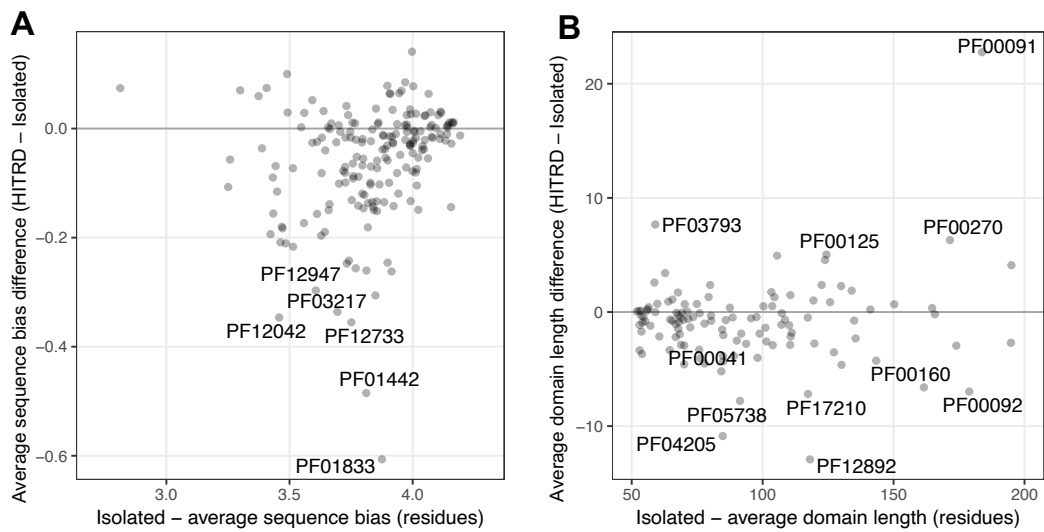 A
Average sequence bias difference (HITRD – Isolated)
0.0
−0.2
−0.4
−0.6
PF12947
PF03217
PF12042
PF12733
PF01442
PF01833
3.0 3.5 4.0
Isolated – average sequence bias (residues)
B
Average domain length difference (HITRD – Isolated)
20
10
0
−10
PF00091
PF03793
PF00125
PF00270
PF00041
PF00160
PF05738
PF17210
PF00092
PF04205
PF12892
50 100 150 200
Isolated – average domain length (residues)